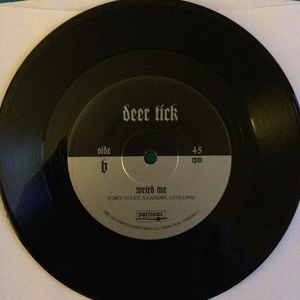 deer tick
side 45
b rpm
weird me
(J. MCCAULEY, A. LANDRY, J. COLLINS)
partisan